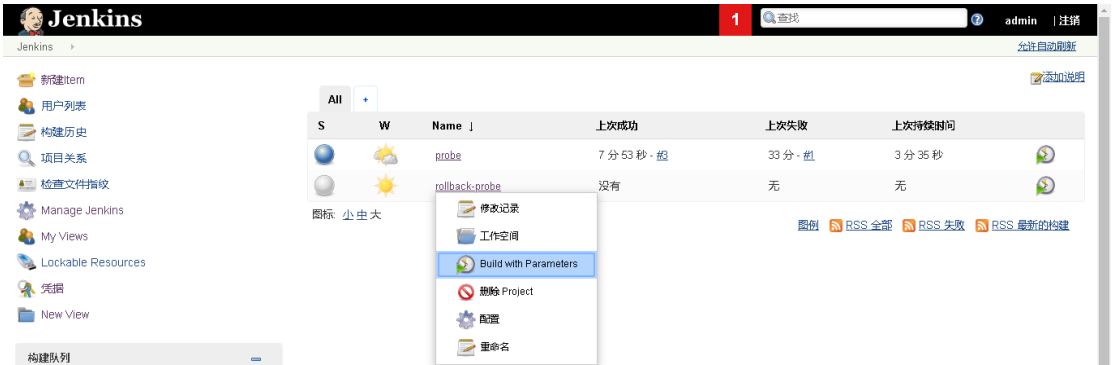 Jenkins 1 查找 admin | 注销
Jenkins 允许自动刷新
新建Item 添加说明
用户列表 All +
构建历史 S W Name ↓ 上次成功 上次失败 上次持续时间
项目关系 probe 7 分 53 秒 - #3 33 分 - #1 3 分 35 秒
检查文件指纹 rollback-probe 没有 无 无
Manage Jenkins 图标: 小 中 大 修改记录
My Views 工作空间 图例 RSS 全部 RSS 失败 RSS 最新的构建
Lockable Resources Build with Parameters
凭据 删除 Project
New View 配置
构建队列 重命名